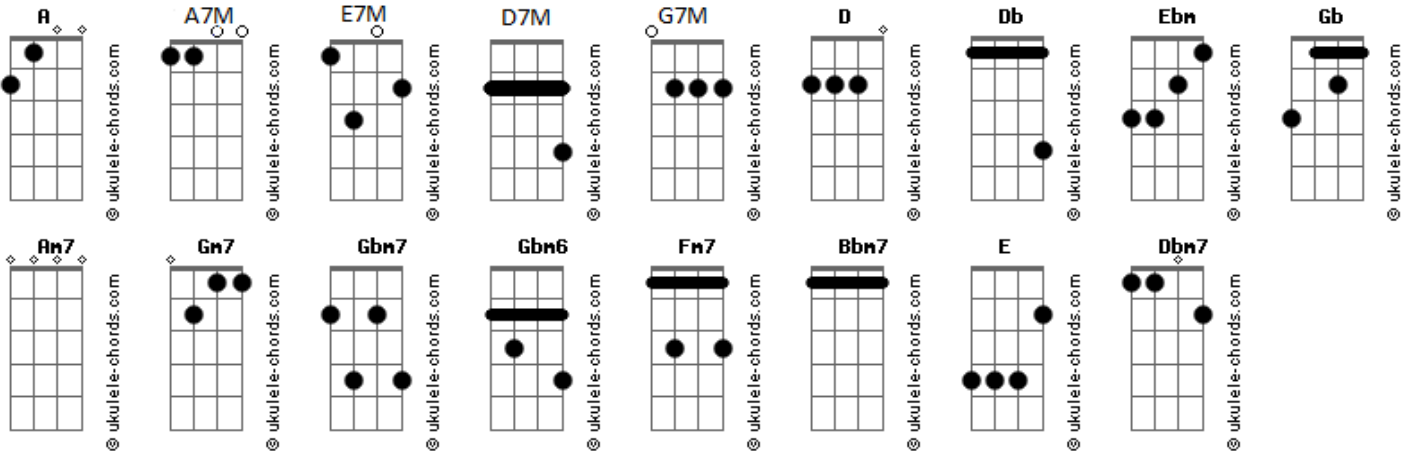 A A7M E7M D7M G7M D Db Ebm Gb
© ukulele-chords.com © ukulele-chords.com © ukulele-chords.com © ukulele-chords.com © ukulele-chords.com © ukulele-chords.com © ukulele-chords.com © ukulele-chords.com © ukulele-chords.com
Am7 Gm7 Gbm7 Gbm6 Fm7 Bbm7 E Dbm7
© ukulele-chords.com © ukulele-chords.com © ukulele-chords.com © ukulele-chords.com © ukulele-chords.com © ukulele-chords.com © ukulele-chords.com © ukulele-chords.com